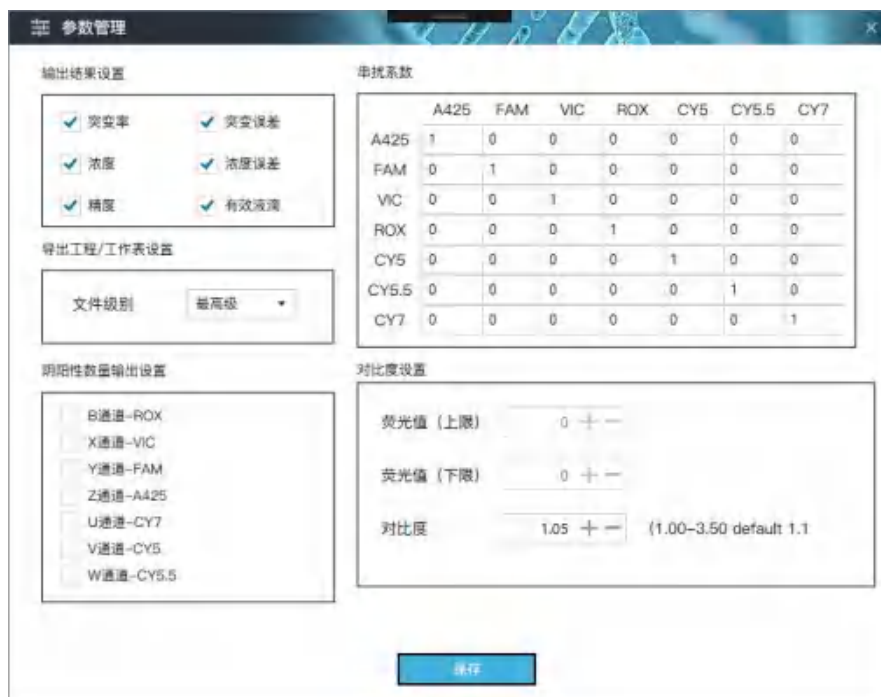 参数管理
输出结果设置
突变率 突变误差
浓度 浓度误差
精度 有效液滴
导出工程/工作表设置
文件级别 最高级
阴阳性数量输出设置
B通道-ROX
X通道-VIC
Y通道-FAM
Z通道-A425
U通道-CY7
V通道-CY5
W通道-CY5.5
串扰系数
A425 FAM VIC ROX CY5 CY5.5 CY7
A425 1 0 0 0 0 0 0
FAM 0 1 0 0 0 0 0
VIC 0 0 1 0 0 0 0
ROX 0 0 0 1 0 0 0
CY5 0 0 0 0 1 0 0
CY5.5 0 0 0 0 0 1 0
CY7 0 0 0 0 0 0 1
对比度设置
荧光值（上限） 0
荧光值（下限） 0
对比度 1.05 (1.00-3.50 default 1.1
保存